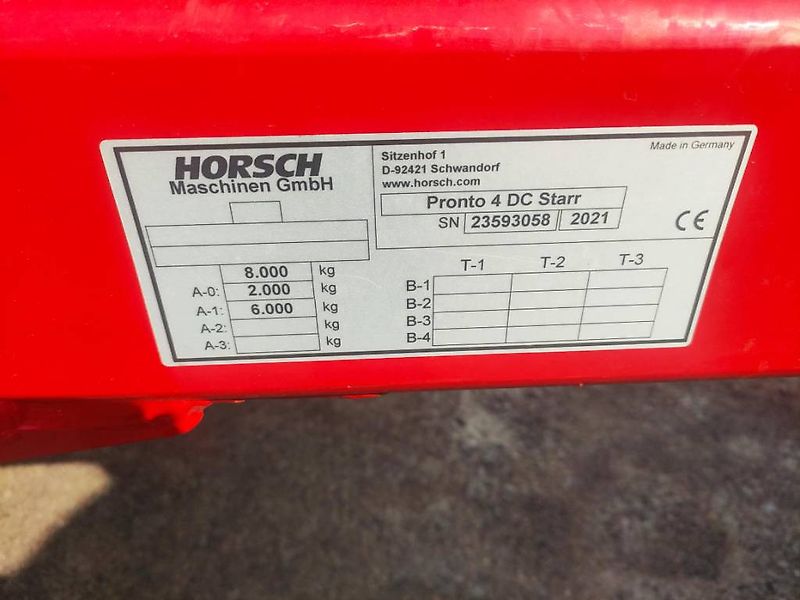 HORSCH
Maschinen GmbH
Sitzenhof 1
D-92421 Schwandorf
www.horsch.com
Made in Germany
Pronto 4 DC Starr
SN 23593058 2021
CE
8.000 kg
A-0: 2.000 kg
A-1: 6.000 kg
A-2: kg
A-3: kg
T-1 T-2 T-3
B-1
B-2
B-3
B-4